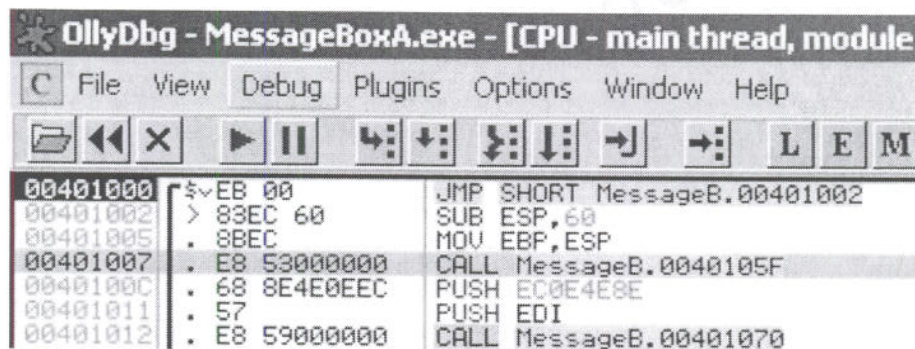 OllyDbg - MessageBoxA.exe - [CPU - main thread, module
C File View Debug Plugins Options Window Help
L E M
00401000 $ EB 00 JMP SHORT MessageB.00401002
00401002 > 83EC 60 SUB ESP,60
00401005 . 8BEC MOV EBP,ESP
00401007 . E8 53000000 CALL MessageB.0040105F
0040100C . 68 8E4E0EEC PUSH EC0E4E8E
00401011 . 57 PUSH EDI
00401012 . E8 59000000 CALL MessageB.00401070